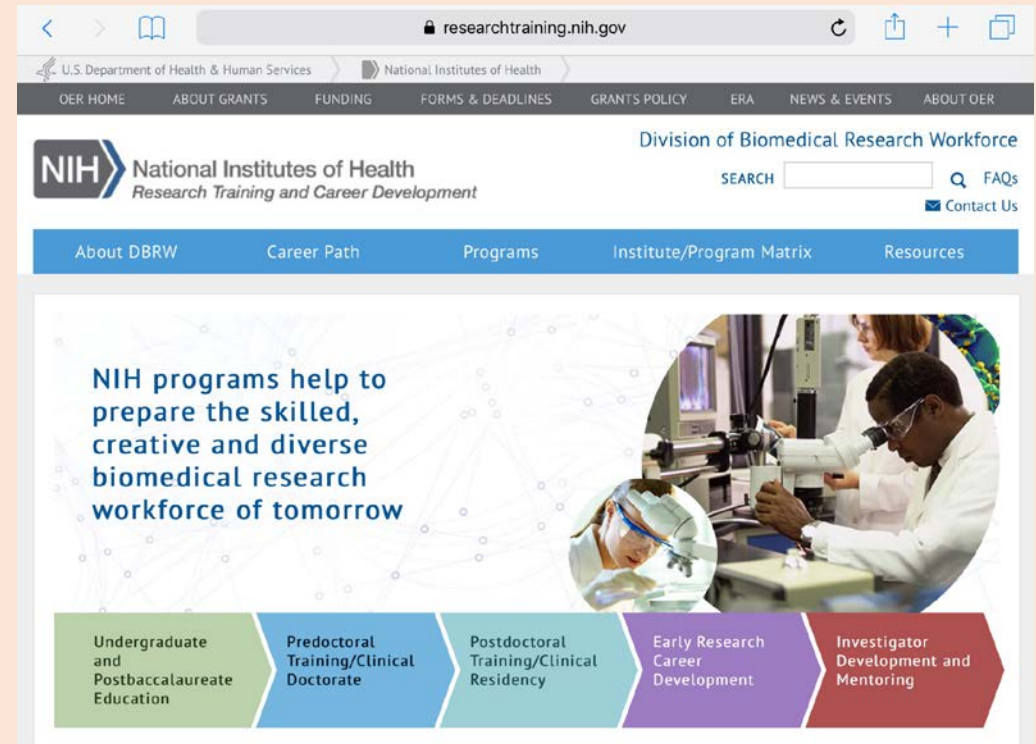 researchtraining.nih.gov
U.S. Department of Health & Human Services National Institutes of Health
OER HOME ABOUT GRANTS FUNDING FORMS & DEADLINES GRANTS POLICY ERA NEWS & EVENTS ABOUT OER
Division of Biomedical Research Workforce
NIH National Institutes of Health
Research Training and Career Development
SEARCH FAQs
Contact Us
About DBRW Career Path Programs Institute/Program Matrix Resources
NIH programs help to
prepare the skilled,
creative and diverse
biomedical research
workforce of tomorrow
Undergraduate
and
Postbaccalaureate
Education
Predoctoral
Training/Clinical
Doctorate
Postdoctoral
Training/Clinical
Residency
Early Research
Career
Development
Investigator
Development and
Mentoring